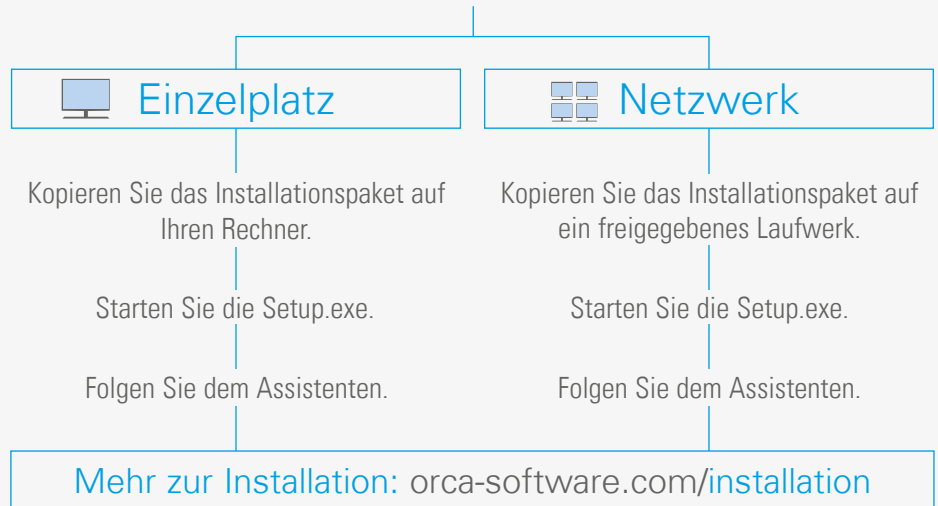 Einzelplatz
Kopieren Sie das Installationspaket auf
Ihren Rechner.
Starten Sie die Setup.exe.
Folgen Sie dem Assistenten.
Netzwerk
Kopieren Sie das Installationspaket auf
ein freigegebenes Laufwerk.
Starten Sie die Setup.exe.
Folgen Sie dem Assistenten.
Mehr zur Installation: orca-software.com/installation